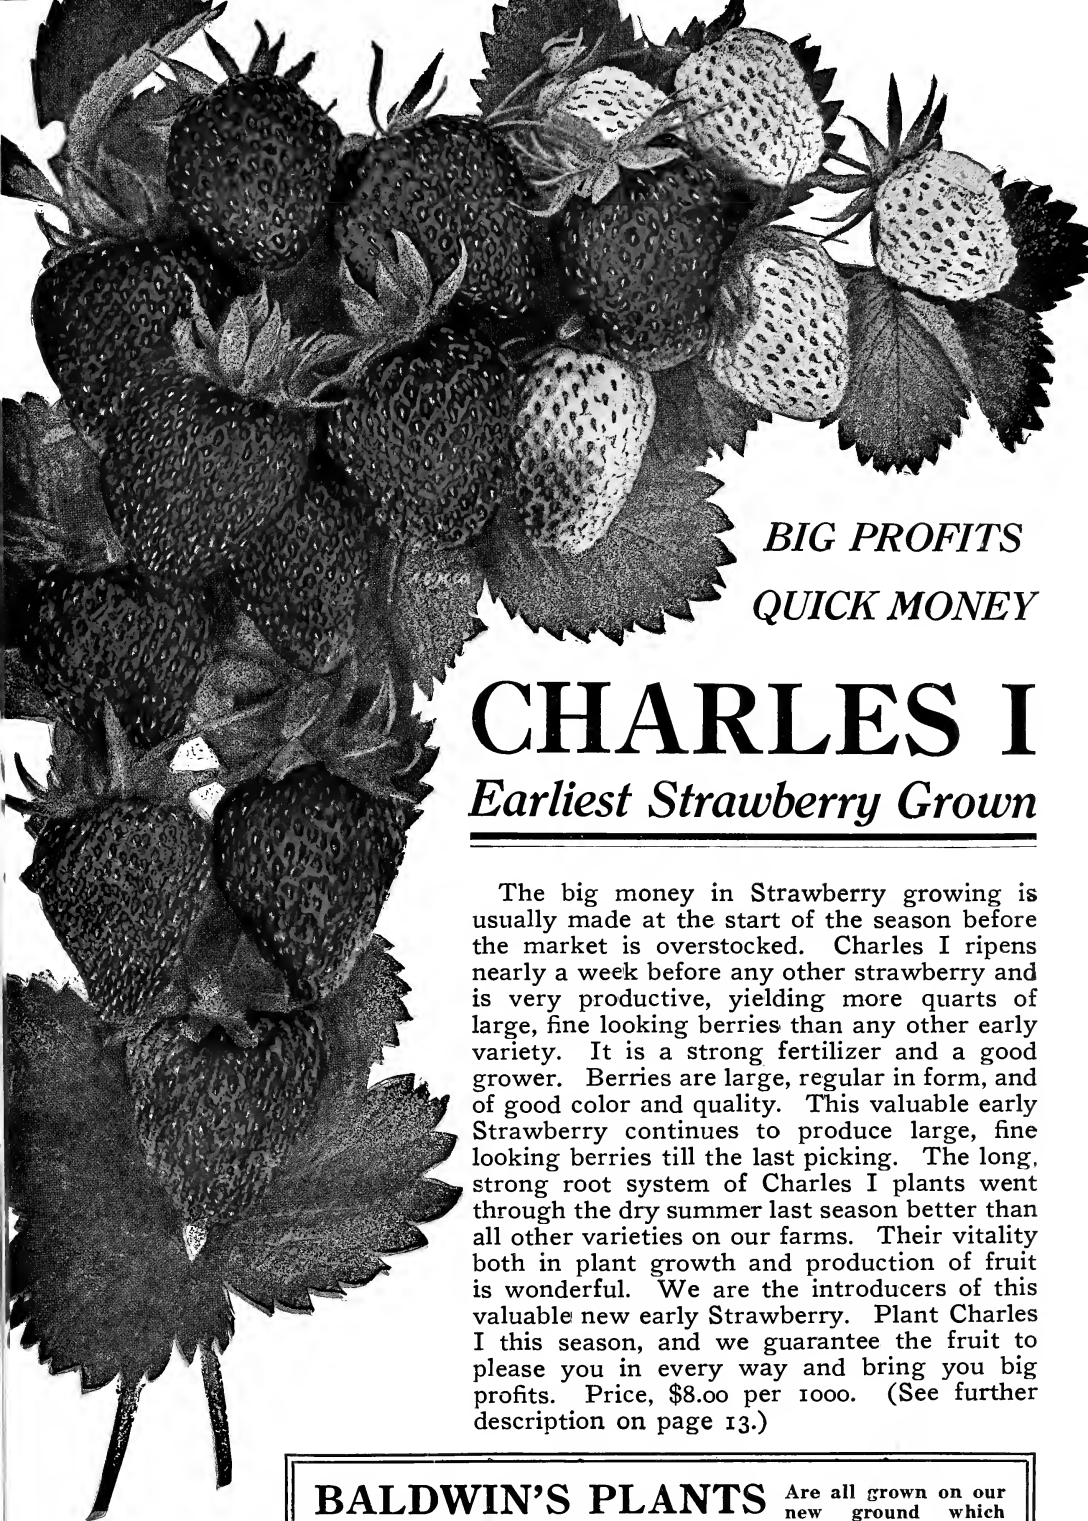 BIG PROFITS
QUICK MONEY
CHARLES I
Earliest Strawberry Grown
The big money in Strawberry growing is
usually made at the start of the season before
the market is overstocked. Charles I ripens
nearly a week before any other strawberry and
is very productive, yielding more quarts of
large, fine looking berries than any other early
variety. It is a strong fertilizer and a good
grower. Berries are large, regular in form, and
of good color and quality. This valuable early
Strawberry continues to produce large, fine
looking berries till the last picking. The long,
strong root system of Charles I plants went
through the dry summer last season better than
all other varieties on our farms. Their vitality
both in plant growth and production of fruit
is wonderful. We are the introducers of this
valuable new early Strawberry. Plant Charles
I this season, and we guarantee the fruit to
please you in every way and bring you big
profits. Price, $8.00 per 1000. (See further
description on page 13.)
BALDWIN'S PLANTS Are all grown on our
new ground which